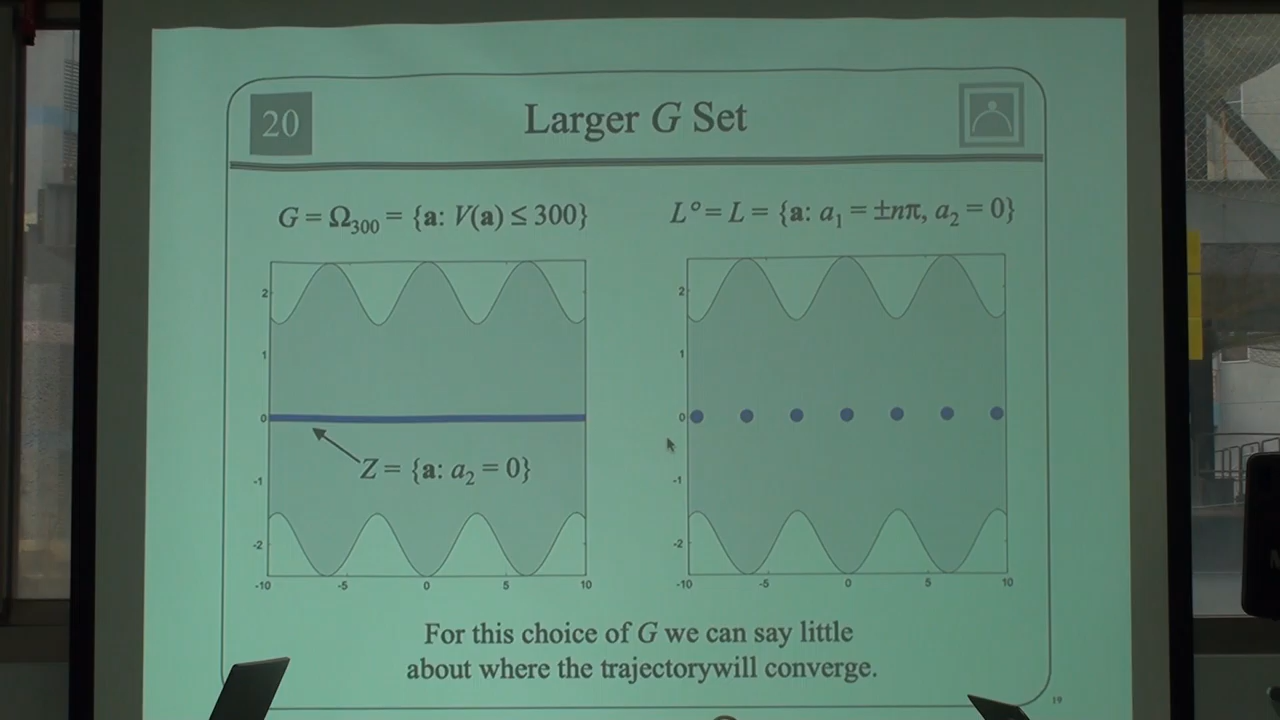 20
Larger G Set
G = Ω₃₀₀ = {a: V(a) ≤ 300}
L° = L = {a: a₁ = ±nπ, a₂ = 0}
2
1
0
-1
-2
-10 -5 0 5 10
Z = {a: a₂ = 0}
2
1
0
-1
-2
-10 -5 0 5 10
For this choice of G we can say little
about where the trajectorywill converge.
19